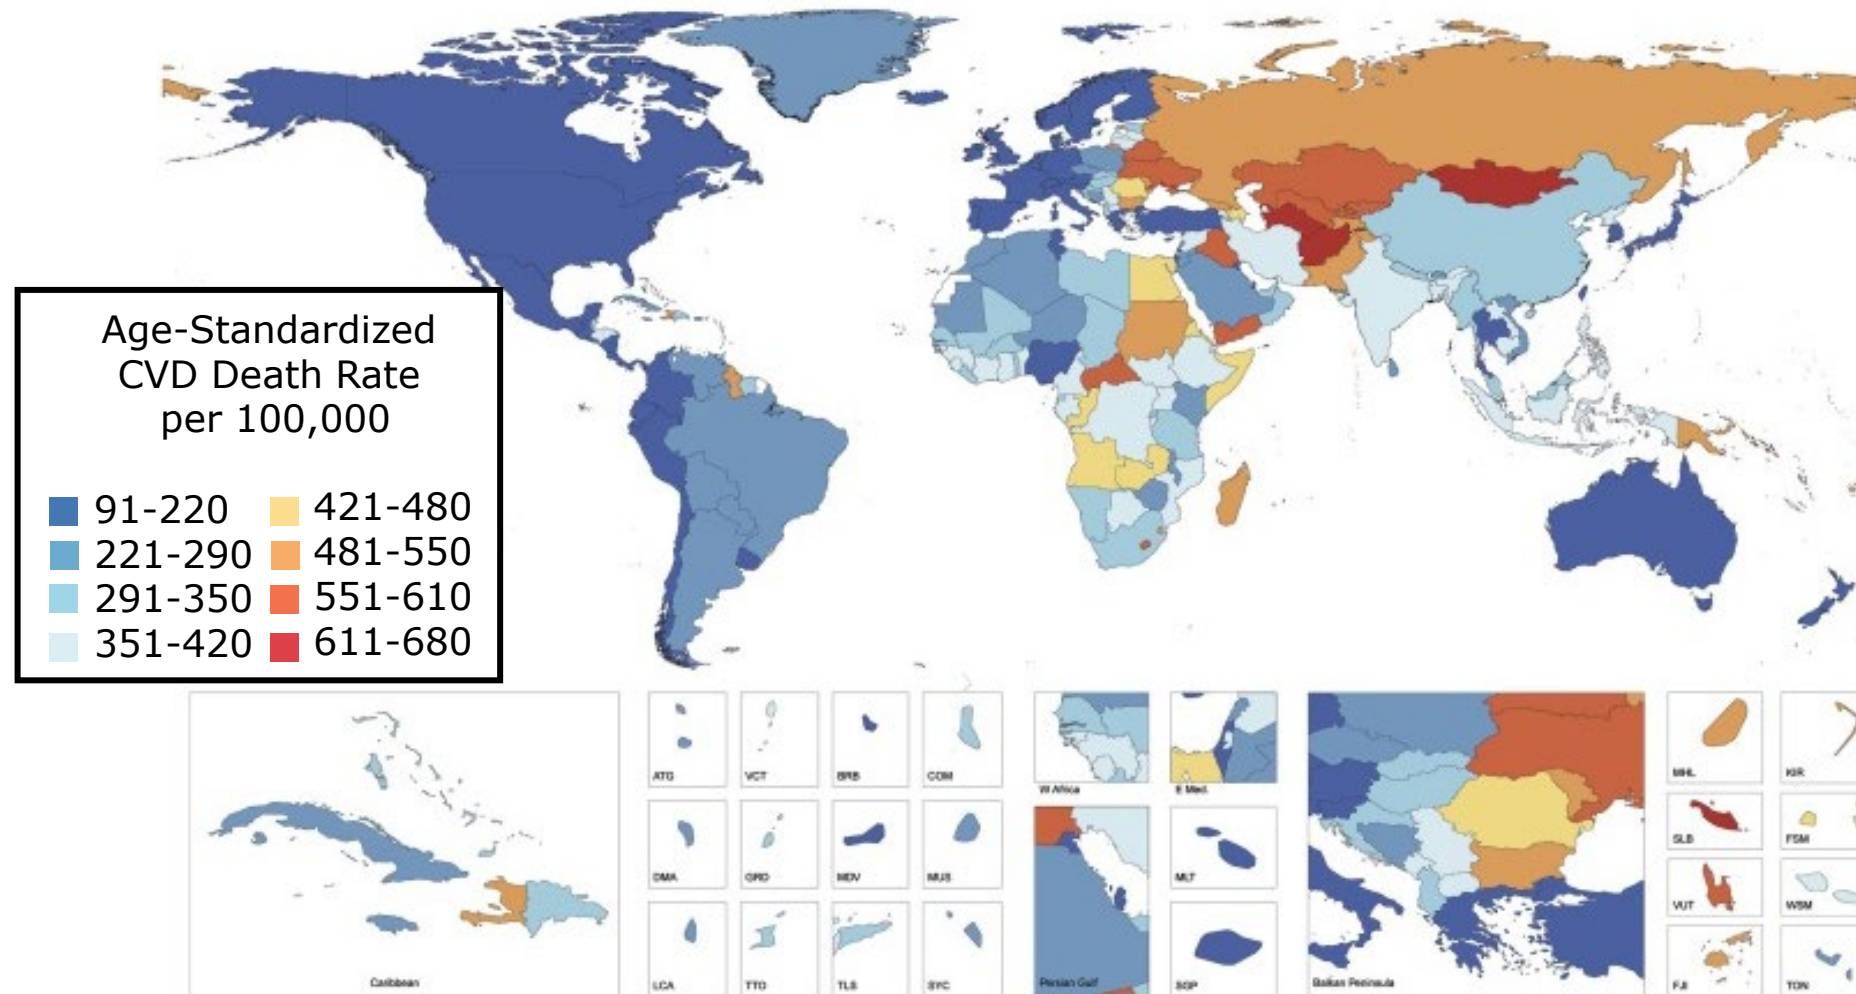 Age-Standardized
CVD Death Rate
per 100,000
91-220
421-480
221-290
481-550
291-350
551-610
351-420
611-680
ATG
VCT
BRB
COM
W Africa
E Med.
MHL
KIR
DMA
GRD
MDV
MUS
MLT
SLB
FSM
VUT
WSM
Caribbean
LCA
TTO
TLS
SYC
Persian Gulf
SGP
Balkan Peninsula
FJI
TON